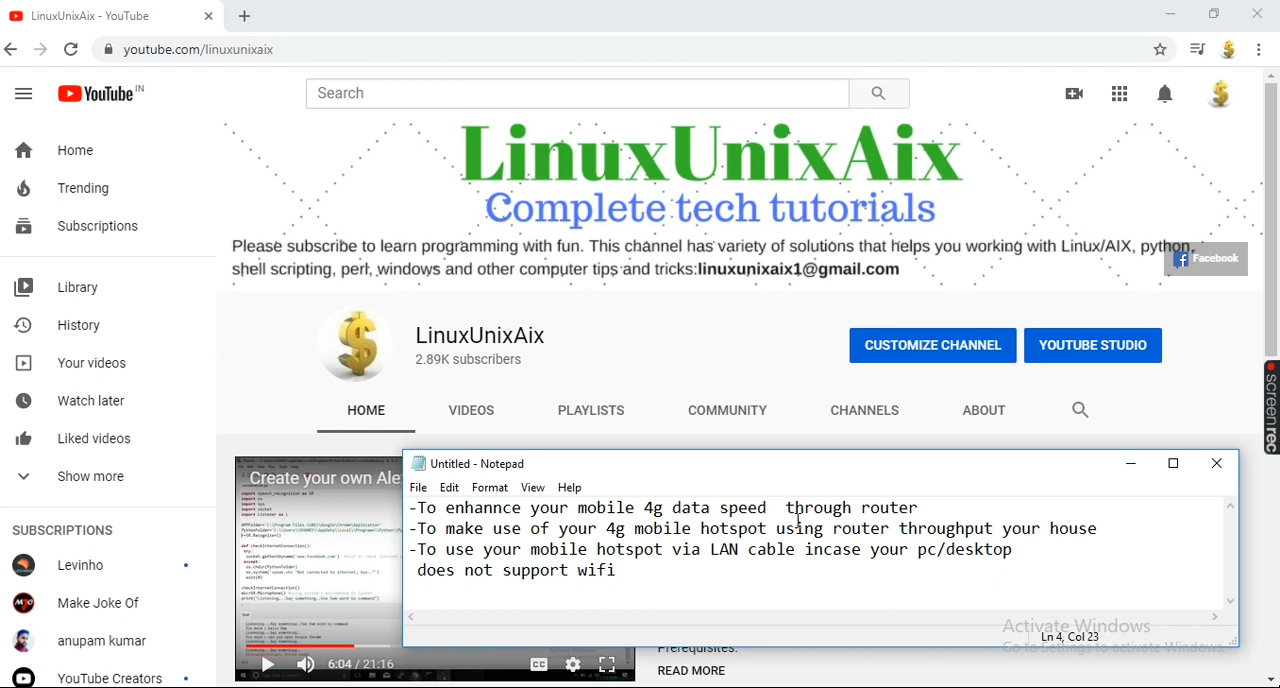 LinuxUnixAix - YouTube
youtube.com/linuxunixaix
YouTube IN
Search
LinuxUnixAix
Complete tech tutorials
Please subscribe to learn programming with fun. This channel has variety of solutions that helps you working with Linux/AIX, python,
shell scripting, perl, windows and other computer tips and tricks:linuxunixaix1@gmail.com
Facebook
Home
Trending
Subscriptions
Library
History
Your videos
Watch later
Liked videos
Show more
SUBSCRIPTIONS
Levinho
Make Joke Of
anupam kumar
YouTube Creators
LinuxUnixAix
2.89K subscribers
CUSTOMIZE CHANNEL
YOUTUBE STUDIO
HOME VIDEOS PLAYLISTS COMMUNITY CHANNELS ABOUT
screenrec
Create your own Ale
6:04 / 21:16
Untitled - Notepad
File Edit Format View Help
-To enhannce your mobile 4g data speed  through router
-To make use of your 4g mobile hotspot using router throughput your house
-To use your mobile hotspot via LAN cable incase your pc/desktop
does not support wifi
Activate Windows
Ln 4, Col 23
Go to Settings to activate Windows.
Prerequisites:
READ MORE